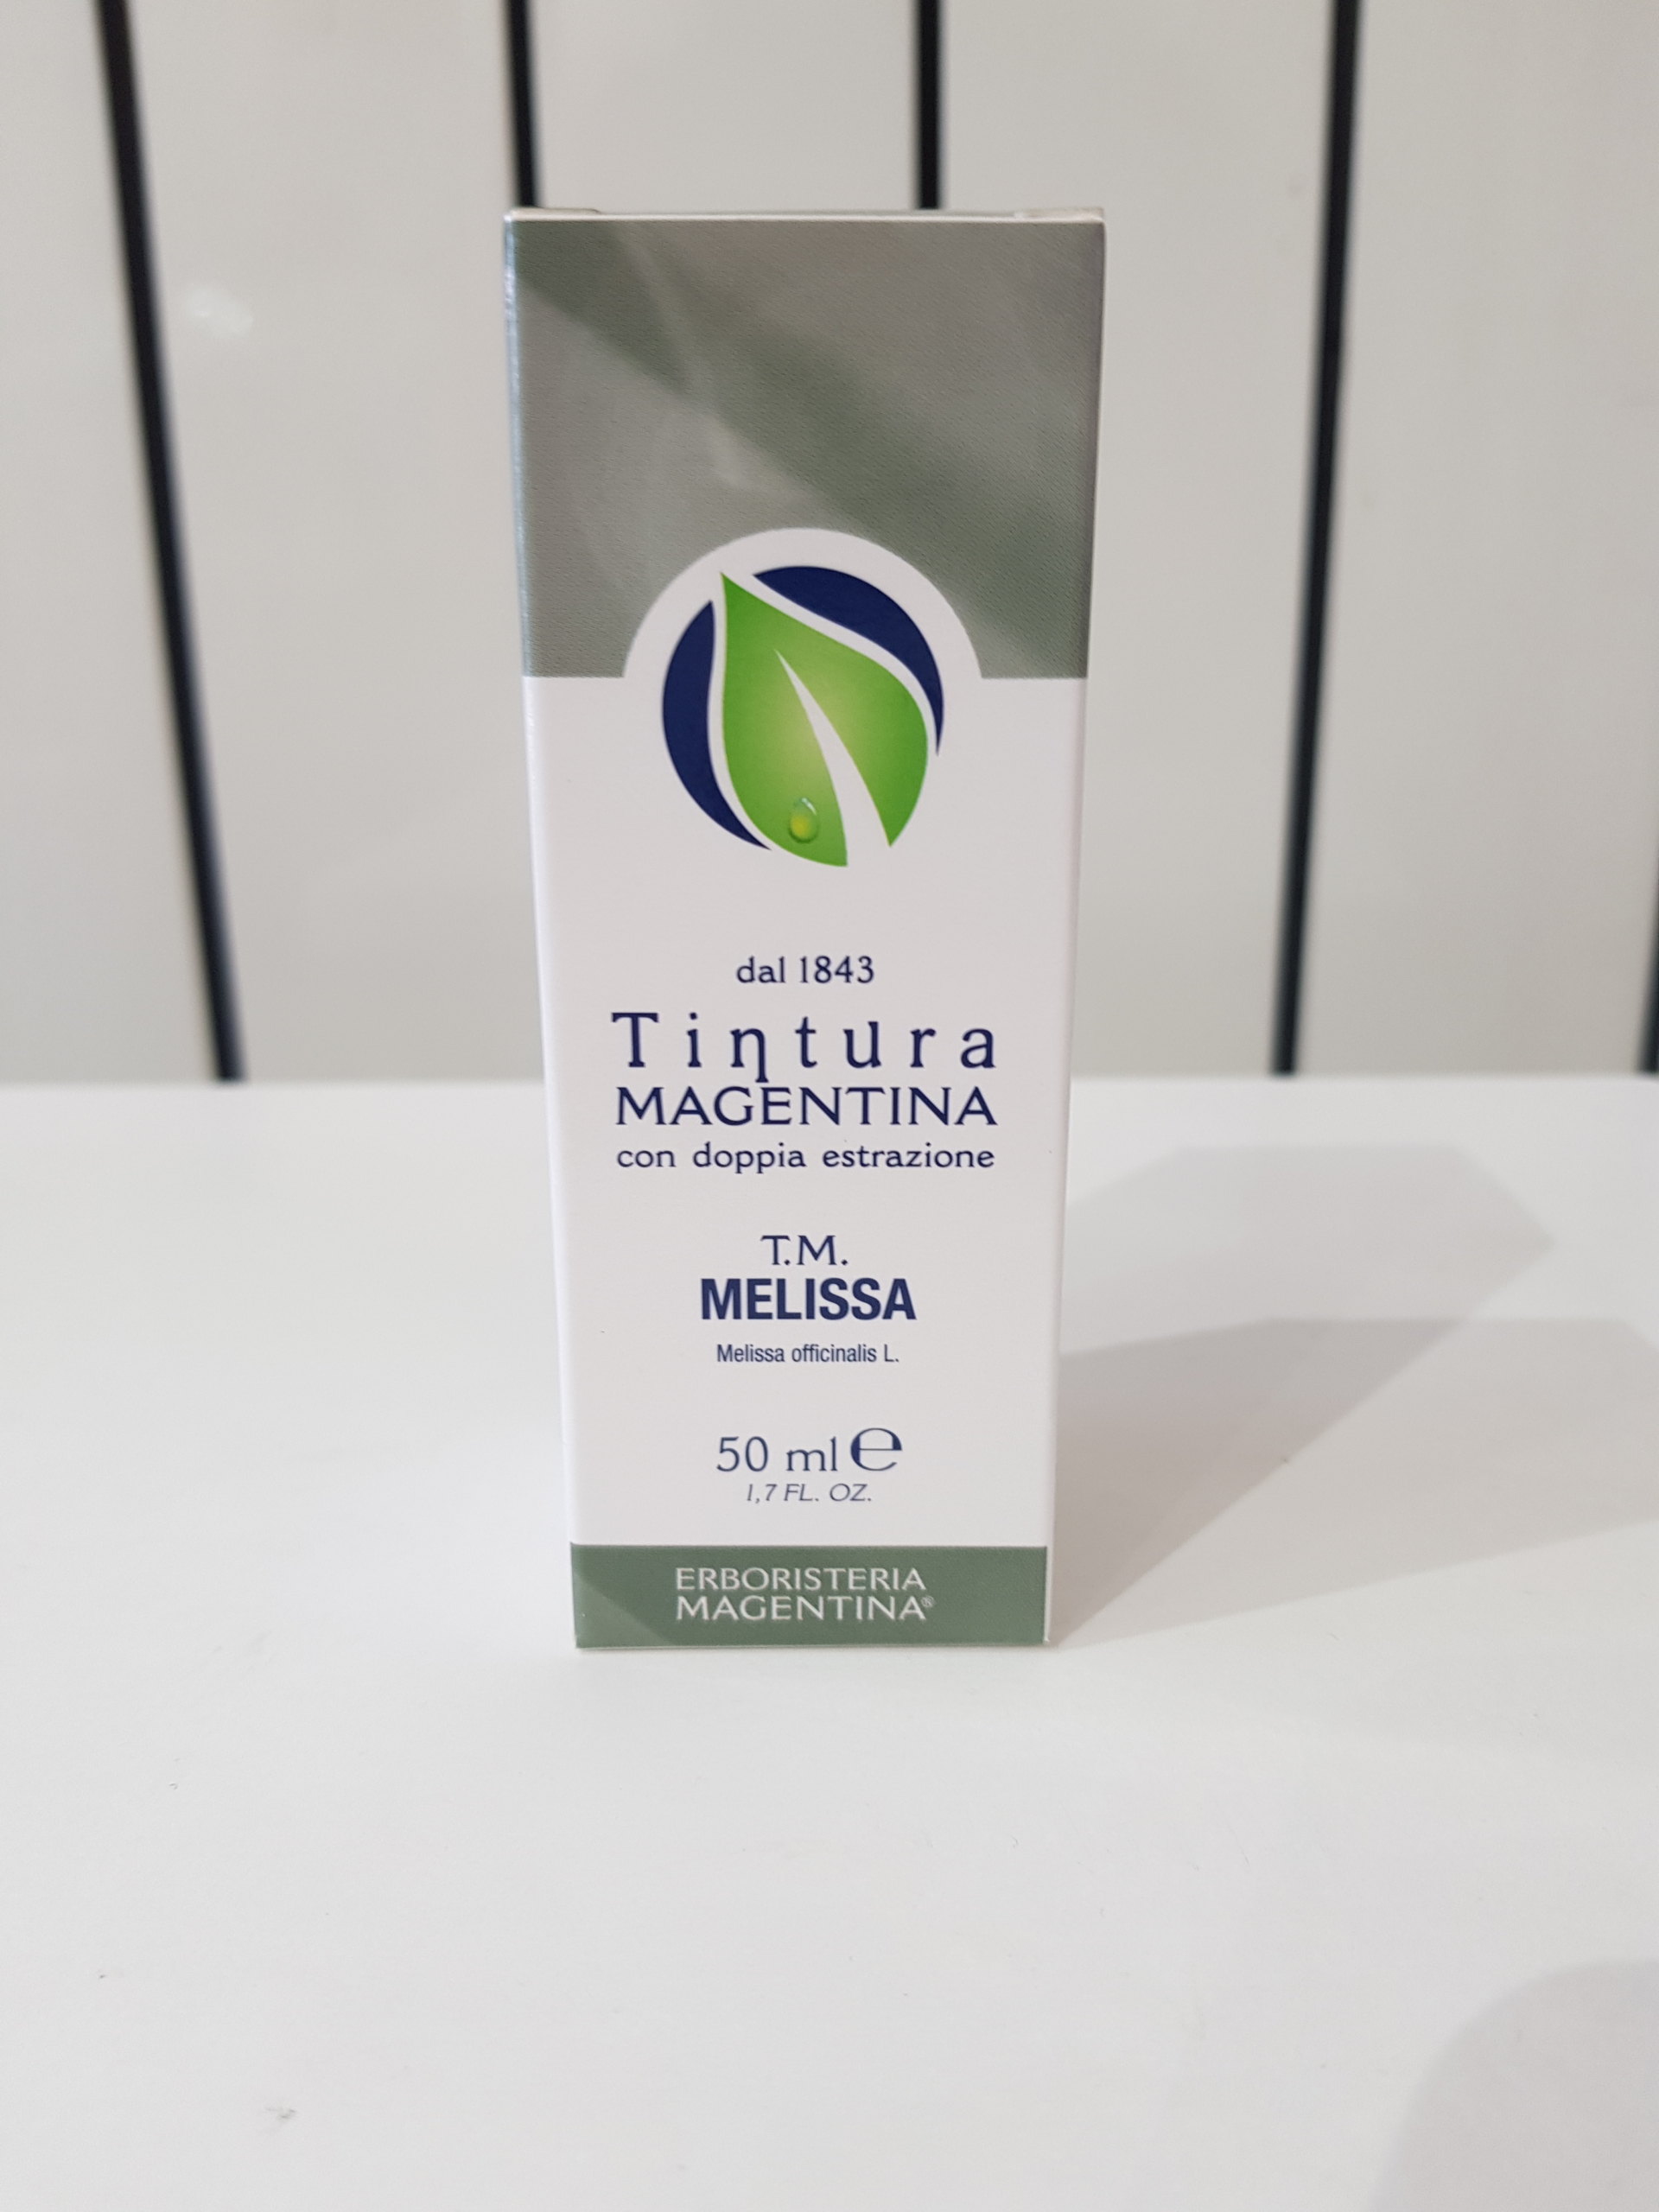 dal 1843
Tintura
MAGENTINA
con doppia estrazione
T.M.
MELISSA
Melissa officinalis L.
50 ml ℮
1,7 FL. OZ.
ERBORISTERIA
MAGENTINA®